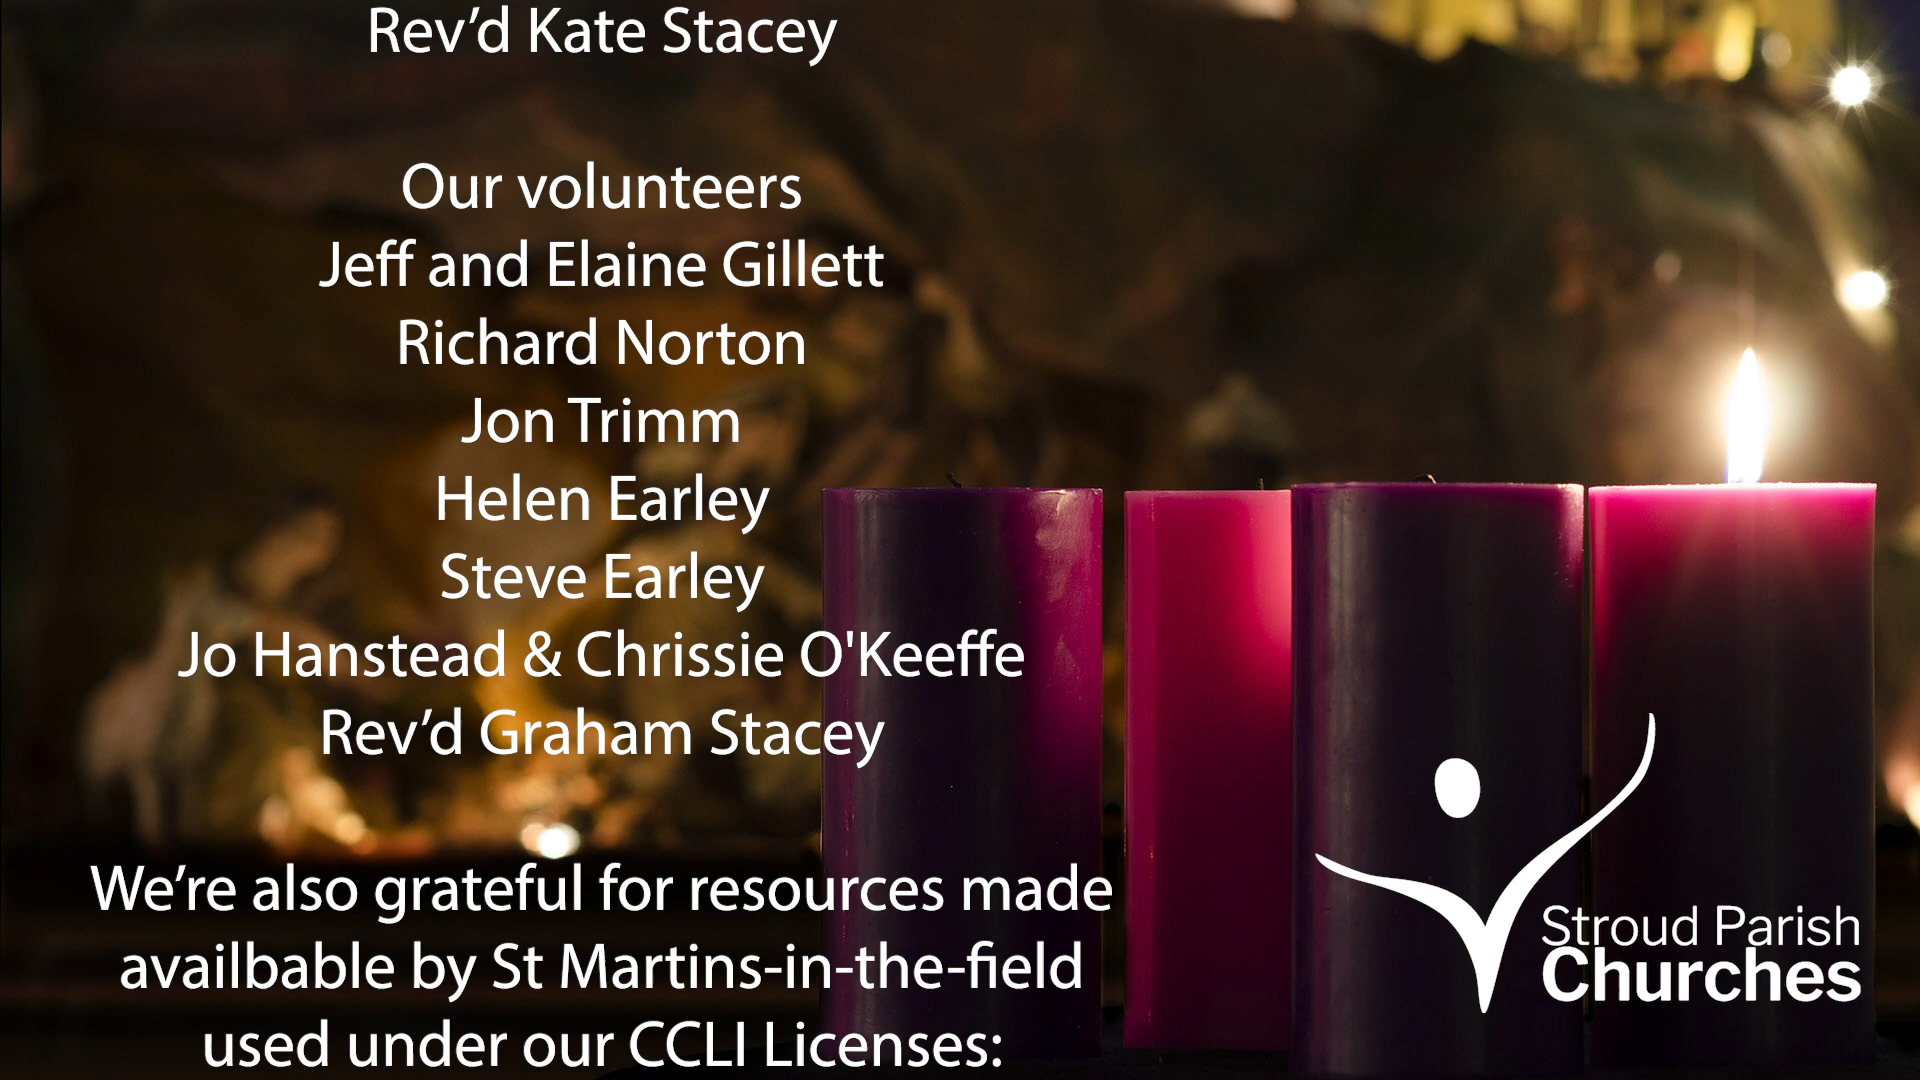 Rev’d Kate Stacey
Our volunteers
Jeff and Elaine Gillett
Richard Norton
Jon Trimm
Helen Earley
Steve Earley
Jo Hanstead & Chrissie O'Keeffe
Rev’d Graham Stacey
We’re also grateful for resources made
availbable by St Martins-in-the-field
used under our CCLI Licenses:
Stroud Parish
Churches